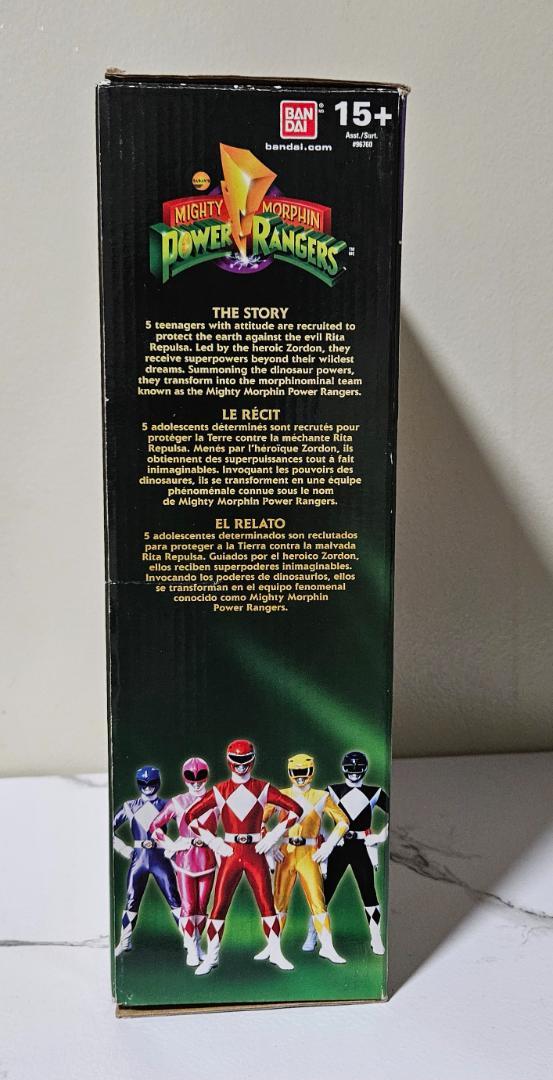 BAN
DAI
15+
bandai.com
Asst./Surt.
#96760
SABAN'S
MIGHTY MORPHIN
POWER RANGERS
THE STORY
5 teenagers with attitude are recruited to
protect the earth against the evil Rita
Repulsa. Led by the heroic Zordon, they
receive superpowers beyond their wildest
dreams. Summoning the dinosaur powers,
they transform into the morphinominal team
known as the Mighty Morphin Power Rangers.
LE RÉCIT
5 adolescents déterminés sont recrutés pour
protéger la Terre contre la méchante Rita
Repulsa. Menés par l'héroïque Zordon, ils
obtiennent des superpuissances tout à fait
inimaginables. Invoquant les pouvoirs des
dinosaures, ils se transforment en une équipe
phénoménale connue sous le nom
de Mighty Morphin Power Rangers.
EL RELATO
5 adolescentes determinados son reclutados
para proteger a la Tierra contra la malvada
Rita Repulsa. Guiados por el heroico Zordon,
ellos reciben superpoderes inimaginables.
Invocando los poderes de dinosaurios, ellos
se transforman en el equipo fenomenal
conocido como Mighty Morphin
Power Rangers.